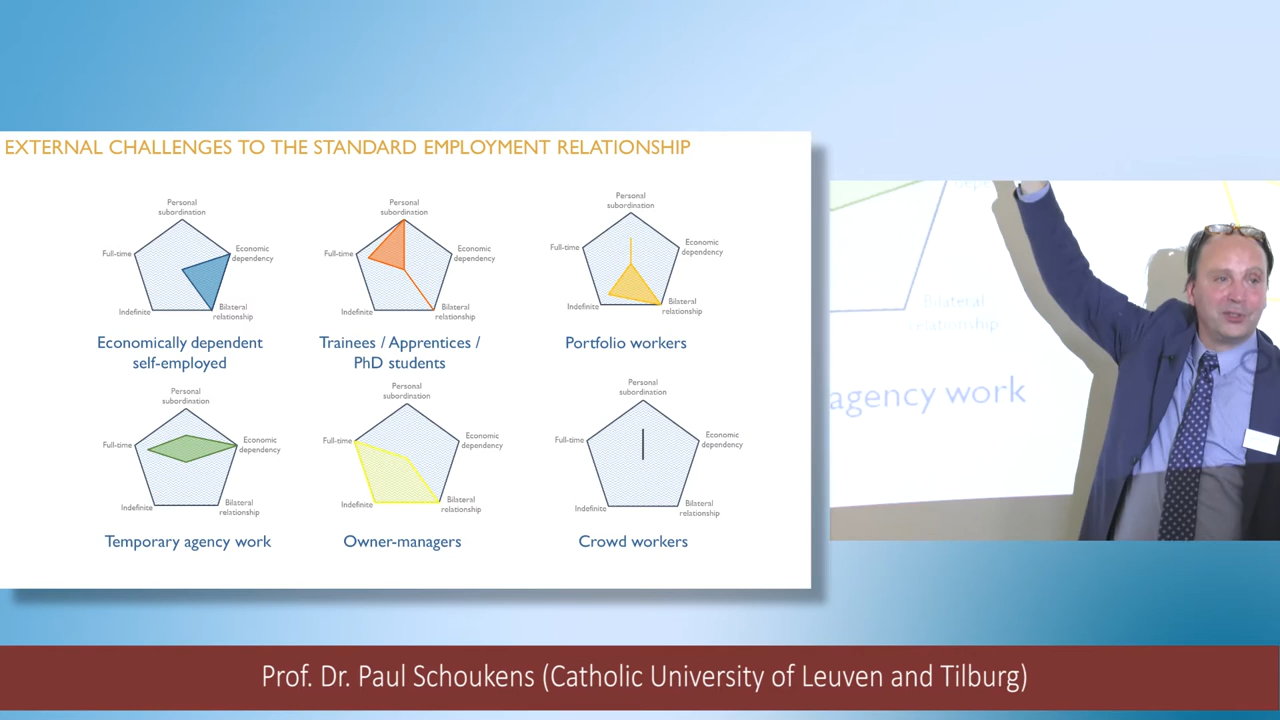 EXTERNAL CHALLENGES TO THE STANDARD EMPLOYMENT RELATIONSHIP
Personal
subordination
Full-time
Economic
dependency
Indefinite
Bilateral
relationship
Economically dependent
self-employed
Personal
subordination
Full-time
Economic
dependency
Indefinite
Bilateral
relationship
Trainees / Apprentices /
PhD students
Personal
subordination
Full-time
Economic
dependency
Indefinite
Bilateral
relationship
Portfolio workers
Personal
subordination
Full-time
Economic
dependency
Indefinite
Bilateral
relationship
Temporary agency work
Personal
subordination
Full-time
Economic
dependency
Indefinite
Bilateral
relationship
Owner-managers
Personal
subordination
Full-time
Economic
dependency
Indefinite
Bilateral
relationship
Crowd workers
Bilateral
relationship
agency work
Prof. Dr. Paul Schoukens (Catholic University of Leuven and Tilburg)